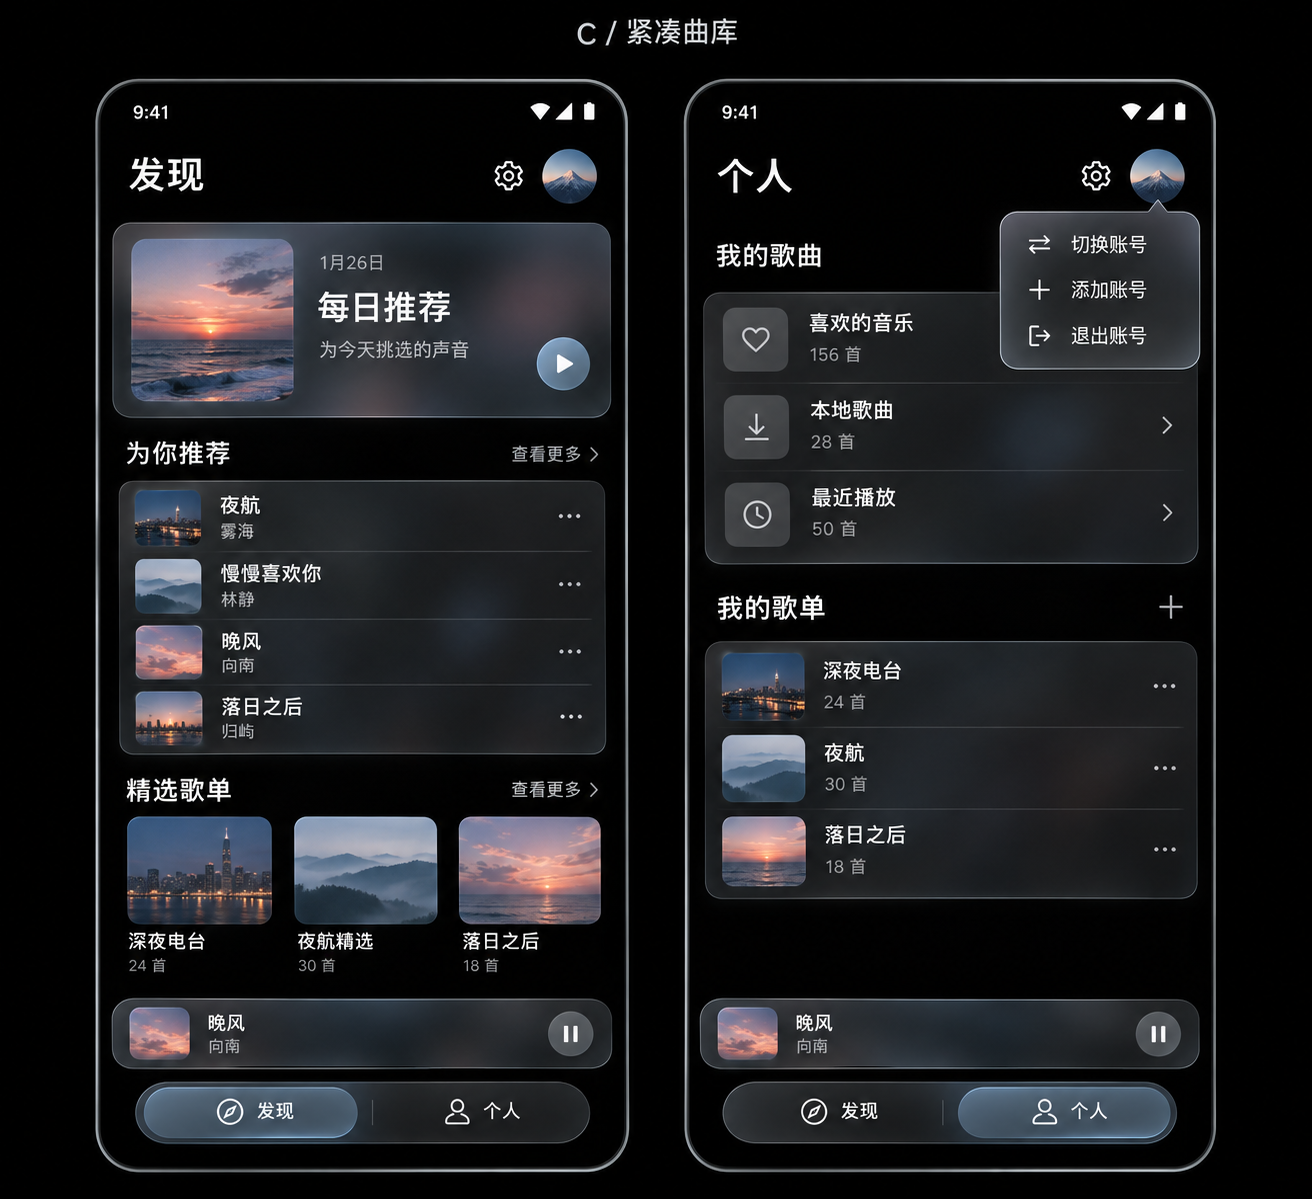 C / 紧凑曲库
9:41
发现
1月26日
每日推荐
为今天挑选的声音
为你推荐
查看更多
夜航
雾海
慢慢喜欢你
林静
晚风
向南
落日之后
归屿
精选歌单
查看更多
深夜电台
24 首
夜航精选
30 首
落日之后
18 首
晚风
向南
发现
个人
9:41
个人
切换账号
添加账号
退出账号
我的歌曲
喜欢的音乐
156 首
本地歌曲
28 首
最近播放
50 首
我的歌单
深夜电台
24 首
夜航
30 首
落日之后
18 首
晚风
向南
发现
个人